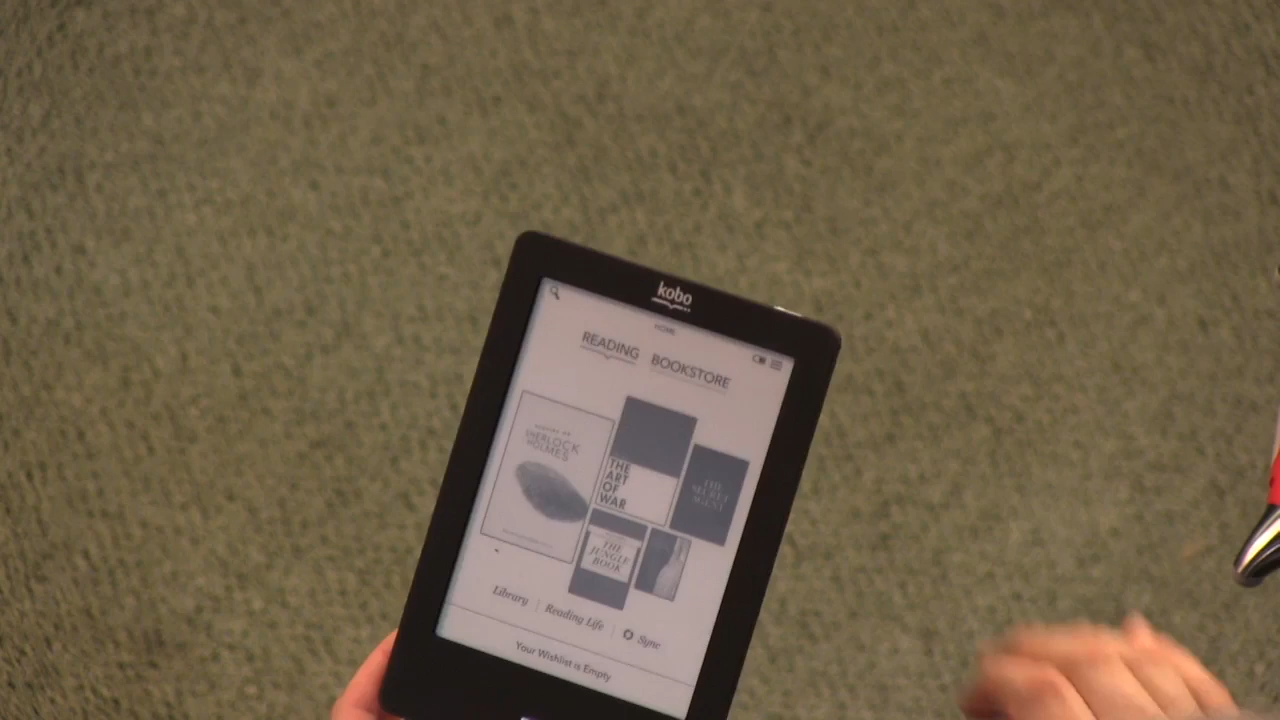 kobo
HOME
READING BOOKSTORE
SHERLOCK
HOLMES
THE
ART
OF
WAR
THE
SECRET
AGENT
THE
JUNGLE
BOOK
Library | Reading Life | Sync
Your Wishlist is Empty